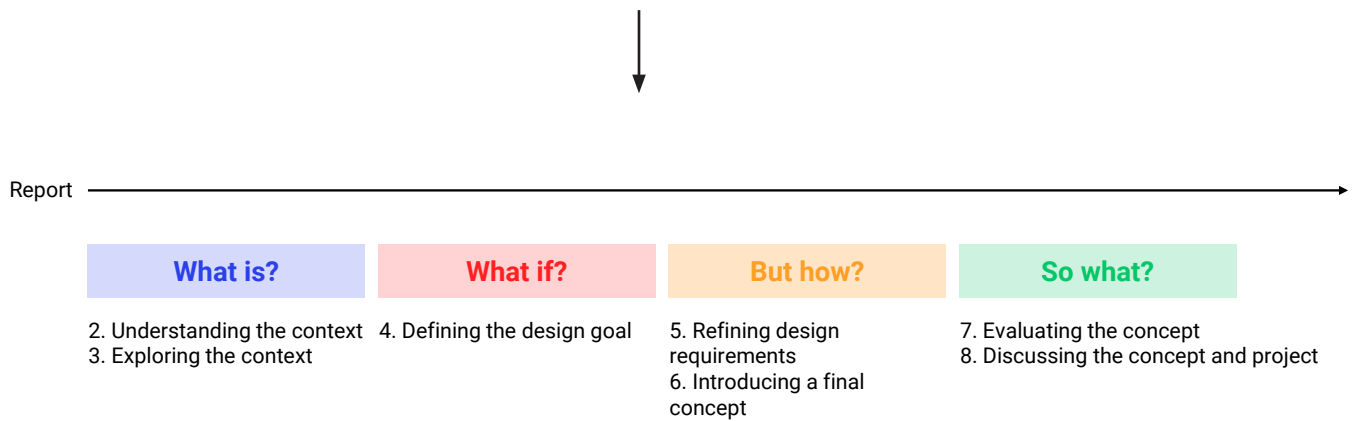 Report
What is?
What if?
But how?
So what?
2. Understanding the context
3. Exploring the context
4. Defining the design goal
5. Refining design
requirements
6. Introducing a final
concept
7. Evaluating the concept
8. Discussing the concept and project